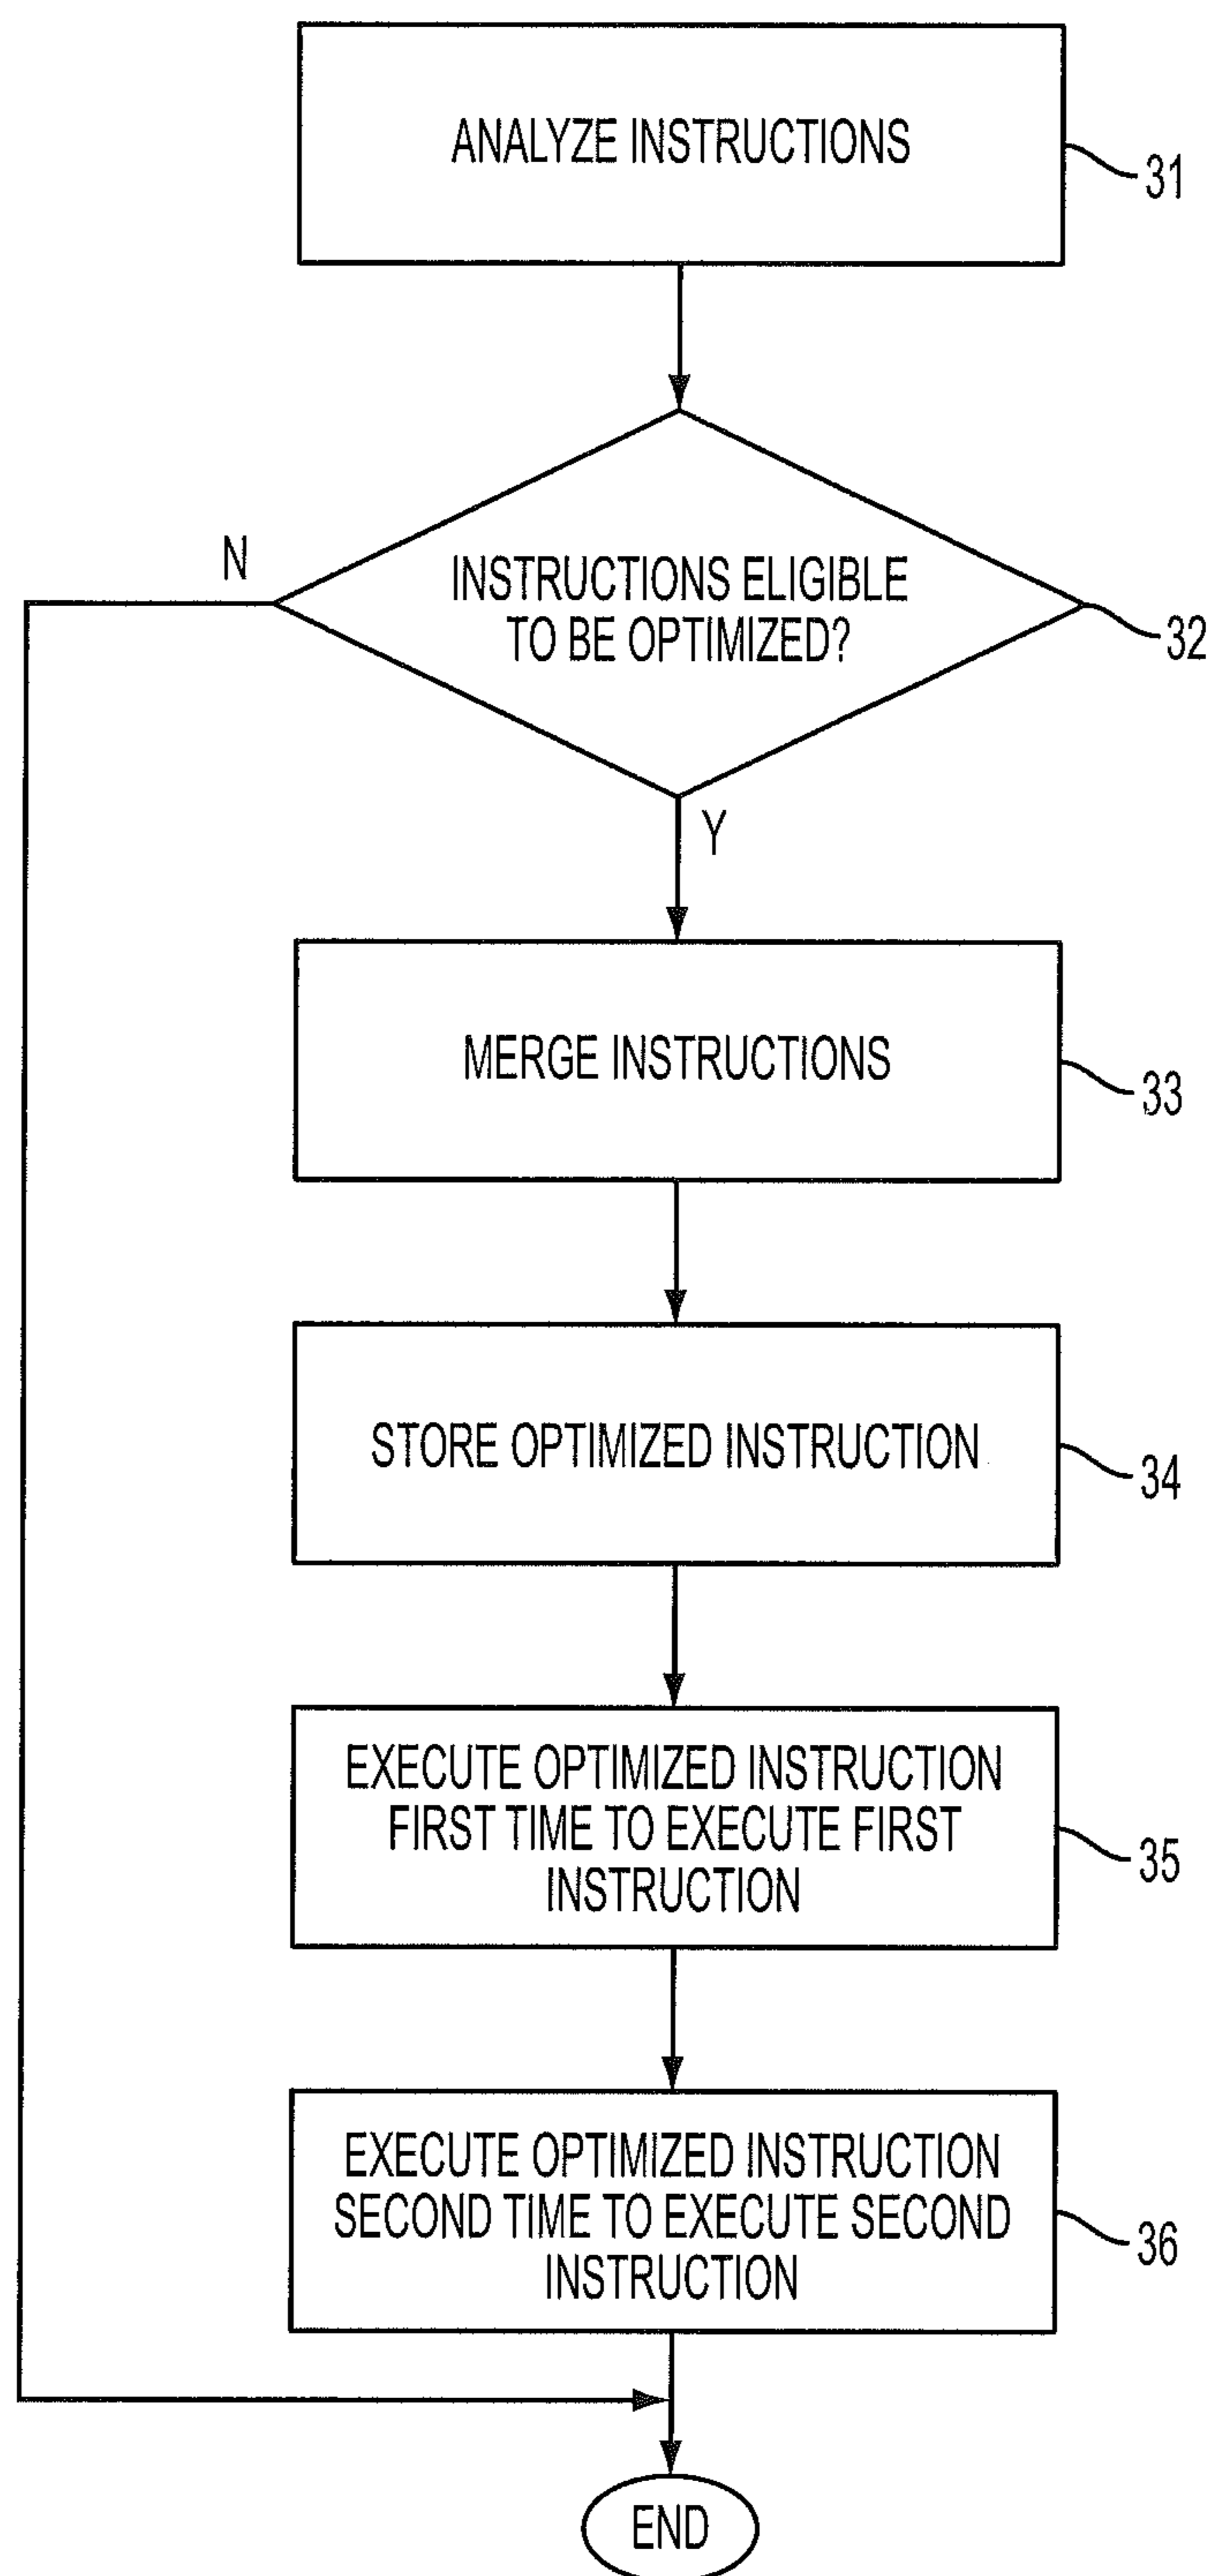 ANALYZE INSTRUCTIONS
31
N
INSTRUCTIONS ELIGIBLE
TO BE OPTIMIZED?
32
Y
MERGE INSTRUCTIONS
33
STORE OPTIMIZED INSTRUCTION
34
EXECUTE OPTIMIZED INSTRUCTION
FIRST TIME TO EXECUTE FIRST
INSTRUCTION
35
EXECUTE OPTIMIZED INSTRUCTION
SECOND TIME TO EXECUTE SECOND
INSTRUCTION
36
END